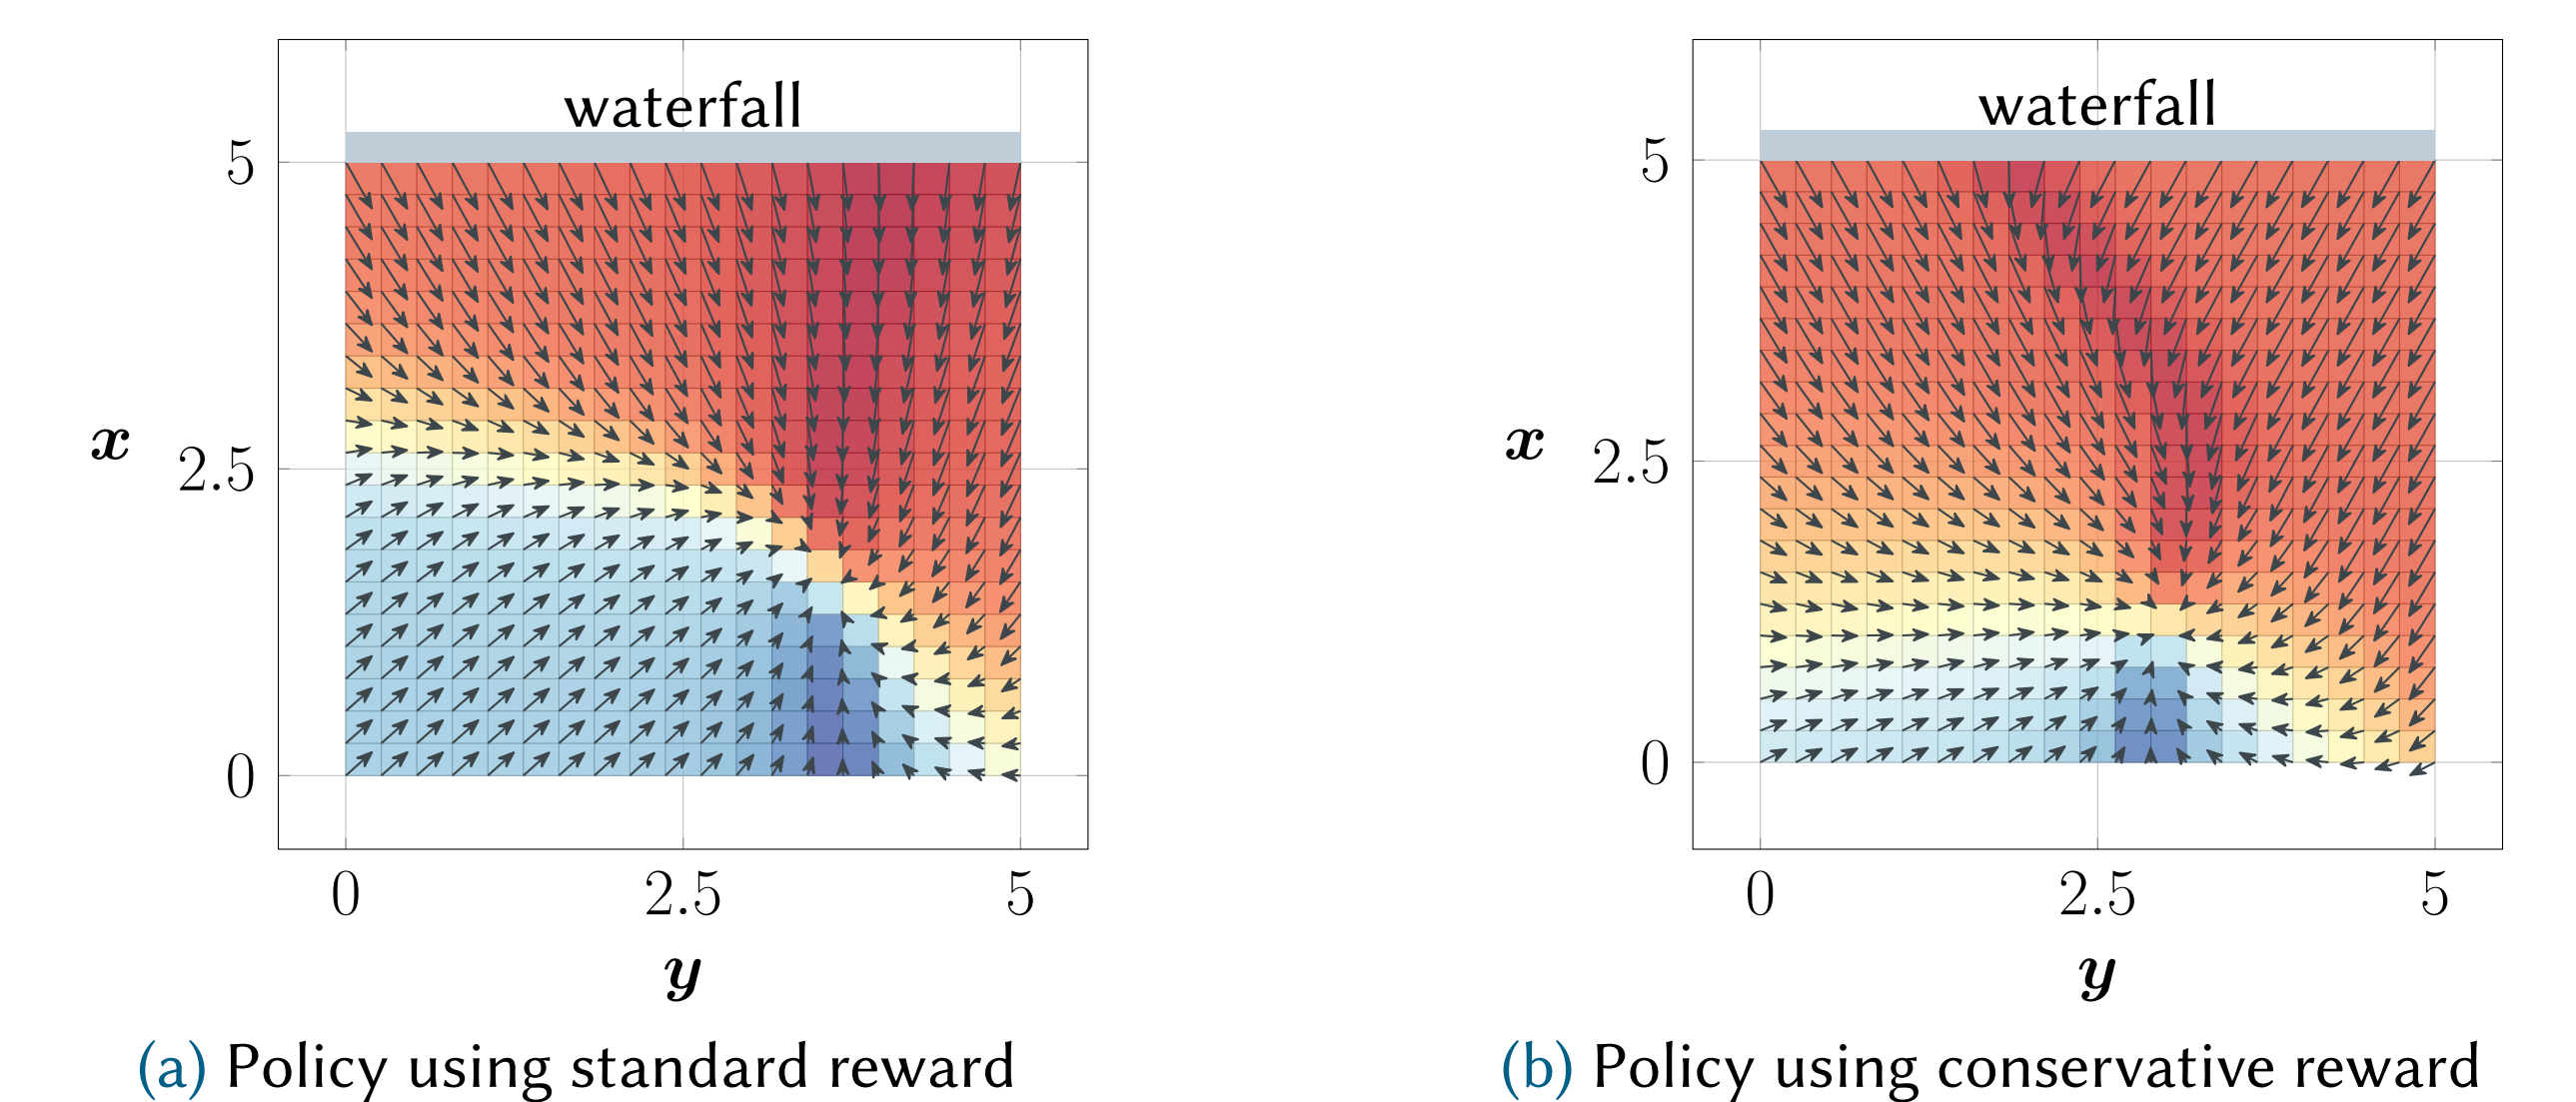 waterfall
5
x 2.5
0
0 2.5 5
y
(a) Policy using standard reward
waterfall
5
x 2.5
0
0 2.5 5
y
(b) Policy using conservative reward